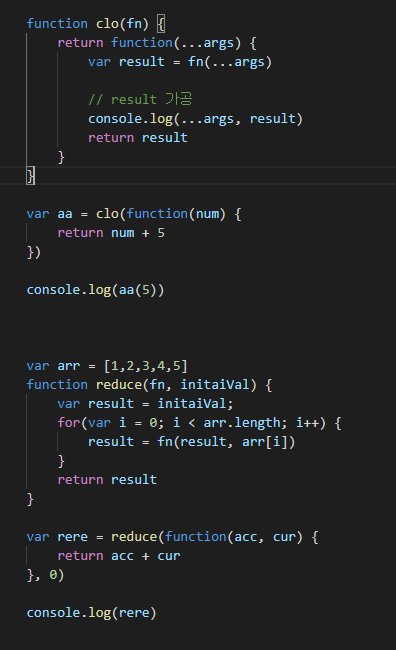 function clo(fn) {
    return function(...args) {
        var result = fn(...args)
        // result 가공
        console.log(...args, result)
        return result
    }
}
var aa = clo(function(num) {
    return num + 5
})
console.log(aa(5))
var arr = [1,2,3,4,5]
function reduce(fn, initaiVal) {
    var result = initaiVal;
    for(var i = 0; i < arr.length; i++) {
        result = fn(result, arr[i])
    }
    return result
}
var rere = reduce(function(acc, cur) {
    return acc + cur
}, 0)
console.log(rere)